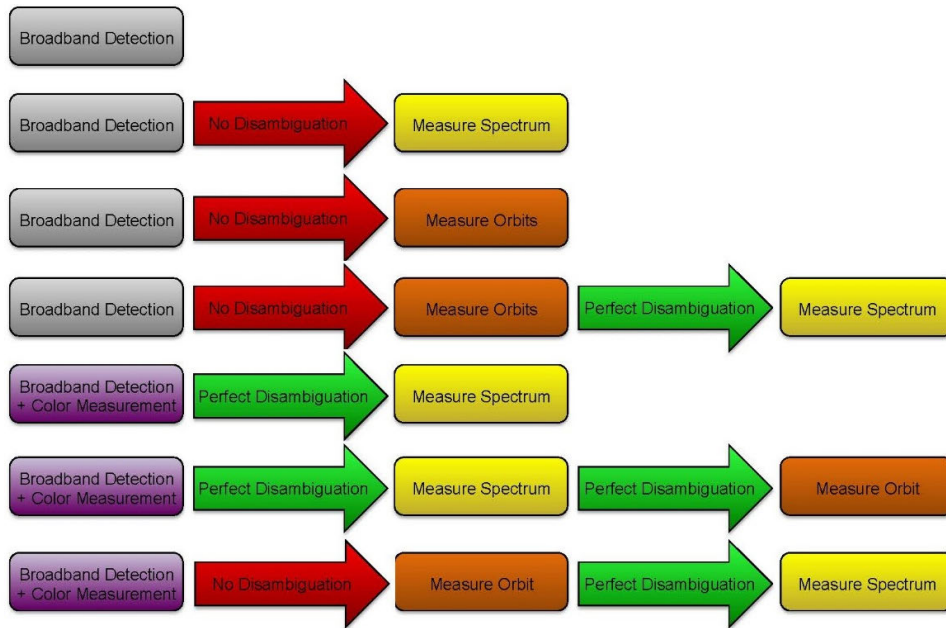 Broadband Detection
Broadband Detection No Disambiguation Measure Spectrum
Broadband Detection No Disambiguation Measure Orbits
Broadband Detection No Disambiguation Measure Orbits Perfect Disambiguation Measure Spectrum
Broadband Detection
+ Color Measurement Perfect Disambiguation Measure Spectrum
Broadband Detection
+ Color Measurement Perfect Disambiguation Measure Spectrum Perfect Disambiguation Measure Orbit
Broadband Detection
+ Color Measurement No Disambiguation Measure Orbit Perfect Disambiguation Measure Spectrum